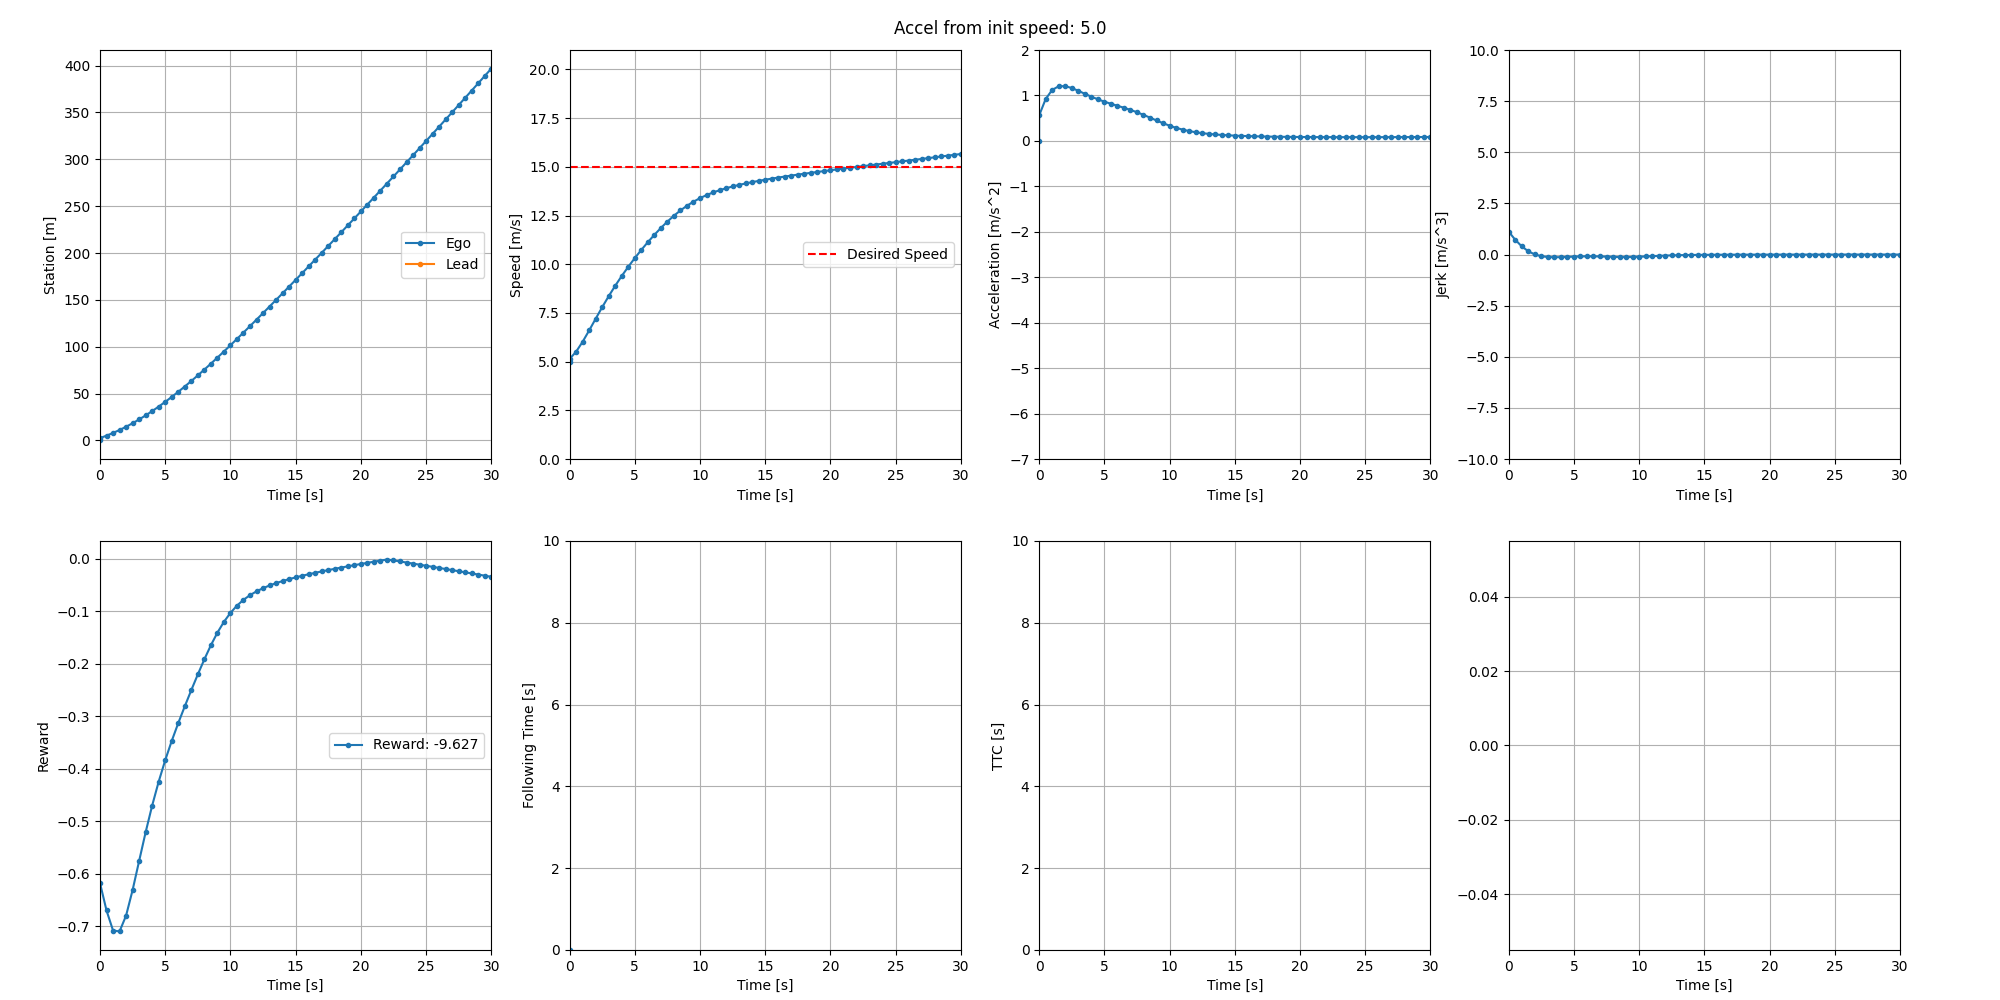 Accel from init speed: 5.0
Station [m]
400
350
300
250
200
150
100
50
0
Ego
Lead
0 5 10 15 20 25 30
Time [s]
Speed [m/s]
20.0
17.5
15.0
12.5
10.0
7.5
5.0
2.5
0.0
Desired Speed
0 5 10 15 20 25 30
Time [s]
Acceleration [m/s^2]
2
1
0
−1
−2
−3
−4
−5
−6
−7
0 5 10 15 20 25 30
Time [s]
Jerk [m/s^3]
10.0
7.5
5.0
2.5
0.0
−2.5
−5.0
−7.5
−10.0
0 5 10 15 20 25 30
Time [s]
Reward
0.0
−0.1
−0.2
−0.3
−0.4
−0.5
−0.6
−0.7
Reward: -9.627
0 5 10 15 20 25 30
Time [s]
Following Time [s]
10
8
6
4
2
0
0 5 10 15 20 25 30
Time [s]
TTC [s]
10
8
6
4
2
0
0 5 10 15 20 25 30
Time [s]
0.04
0.02
0.00
−0.02
−0.04
0 5 10 15 20 25 30
Time [s]